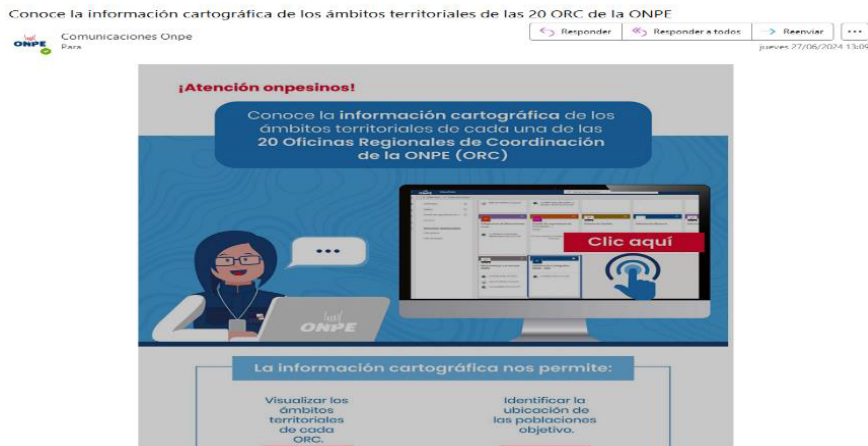 Conoce la información cartográfica de los ámbitos territoriales de las 20 ORC de la ONPE
ONPE
Comunicaciones Onpe
Para
Responder
Responder a todos
Reenviar
jueves 27/06/2024 13:09
¡Atención onpesinos!
Conoce la información cartográfica de los
ámbitos territoriales de cada una de las
20 Oficinas Regionales de Coordinación
de la ONPE (ORC)
Clic aquí
ONPE
La información cartográfica nos permite:
Visualizar los
ámbitos
territoriales
de cada
ORC.
Identificar la
ubicación de
las poblaciones
objetivo.